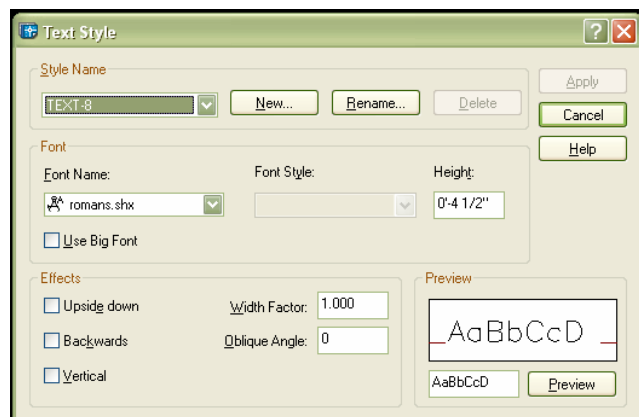 Text Style
Style Name
TEXT-8
New...
Rename...
Delete
Apply
Cancel
Help
Font
Font Name:
Font Style:
Height:
romans.shx
0'-4 1/2"
Use Big Font
Effects
Upside down
Width Factor:
1.000
Backwards
Oblique Angle:
0
Vertical
Preview
AaBbCcD
AaBbCcD
Preview